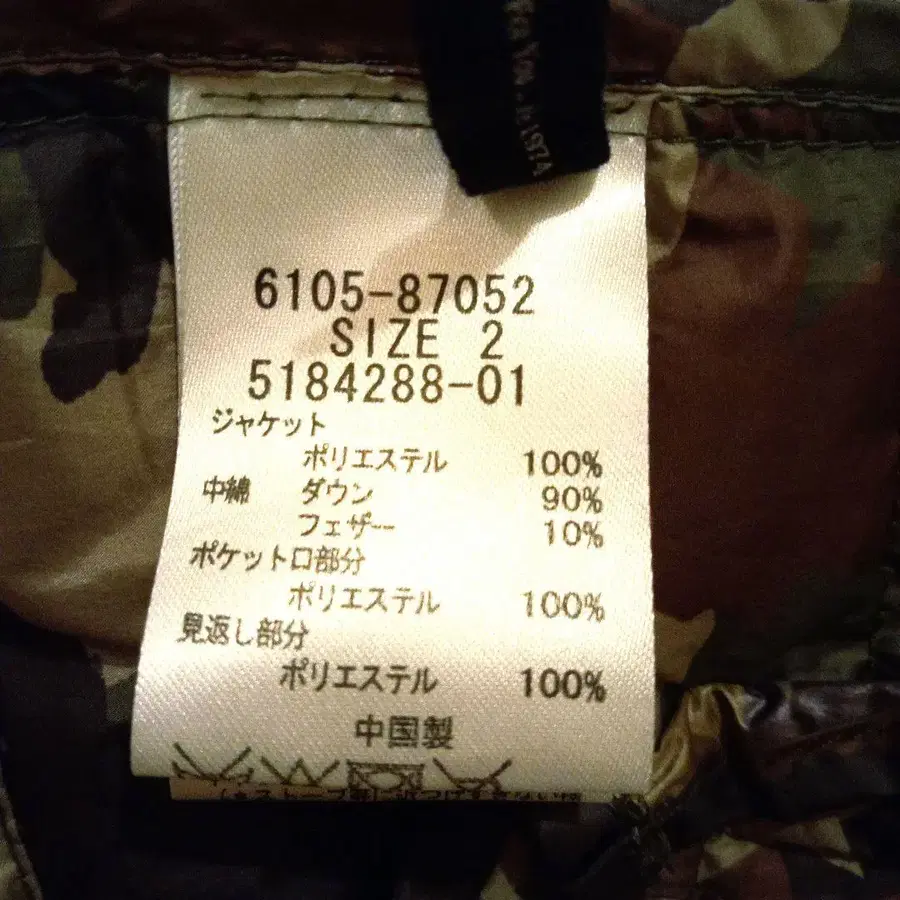 1974
6105-87052
SIZE 2
5184288-01
ジャケット
ポリエステル 100%
中綿 ダウン 90%
フェザー 10%
ポケット口部分
ポリエステル 100%
見返し部分
ポリエステル 100%
中国製